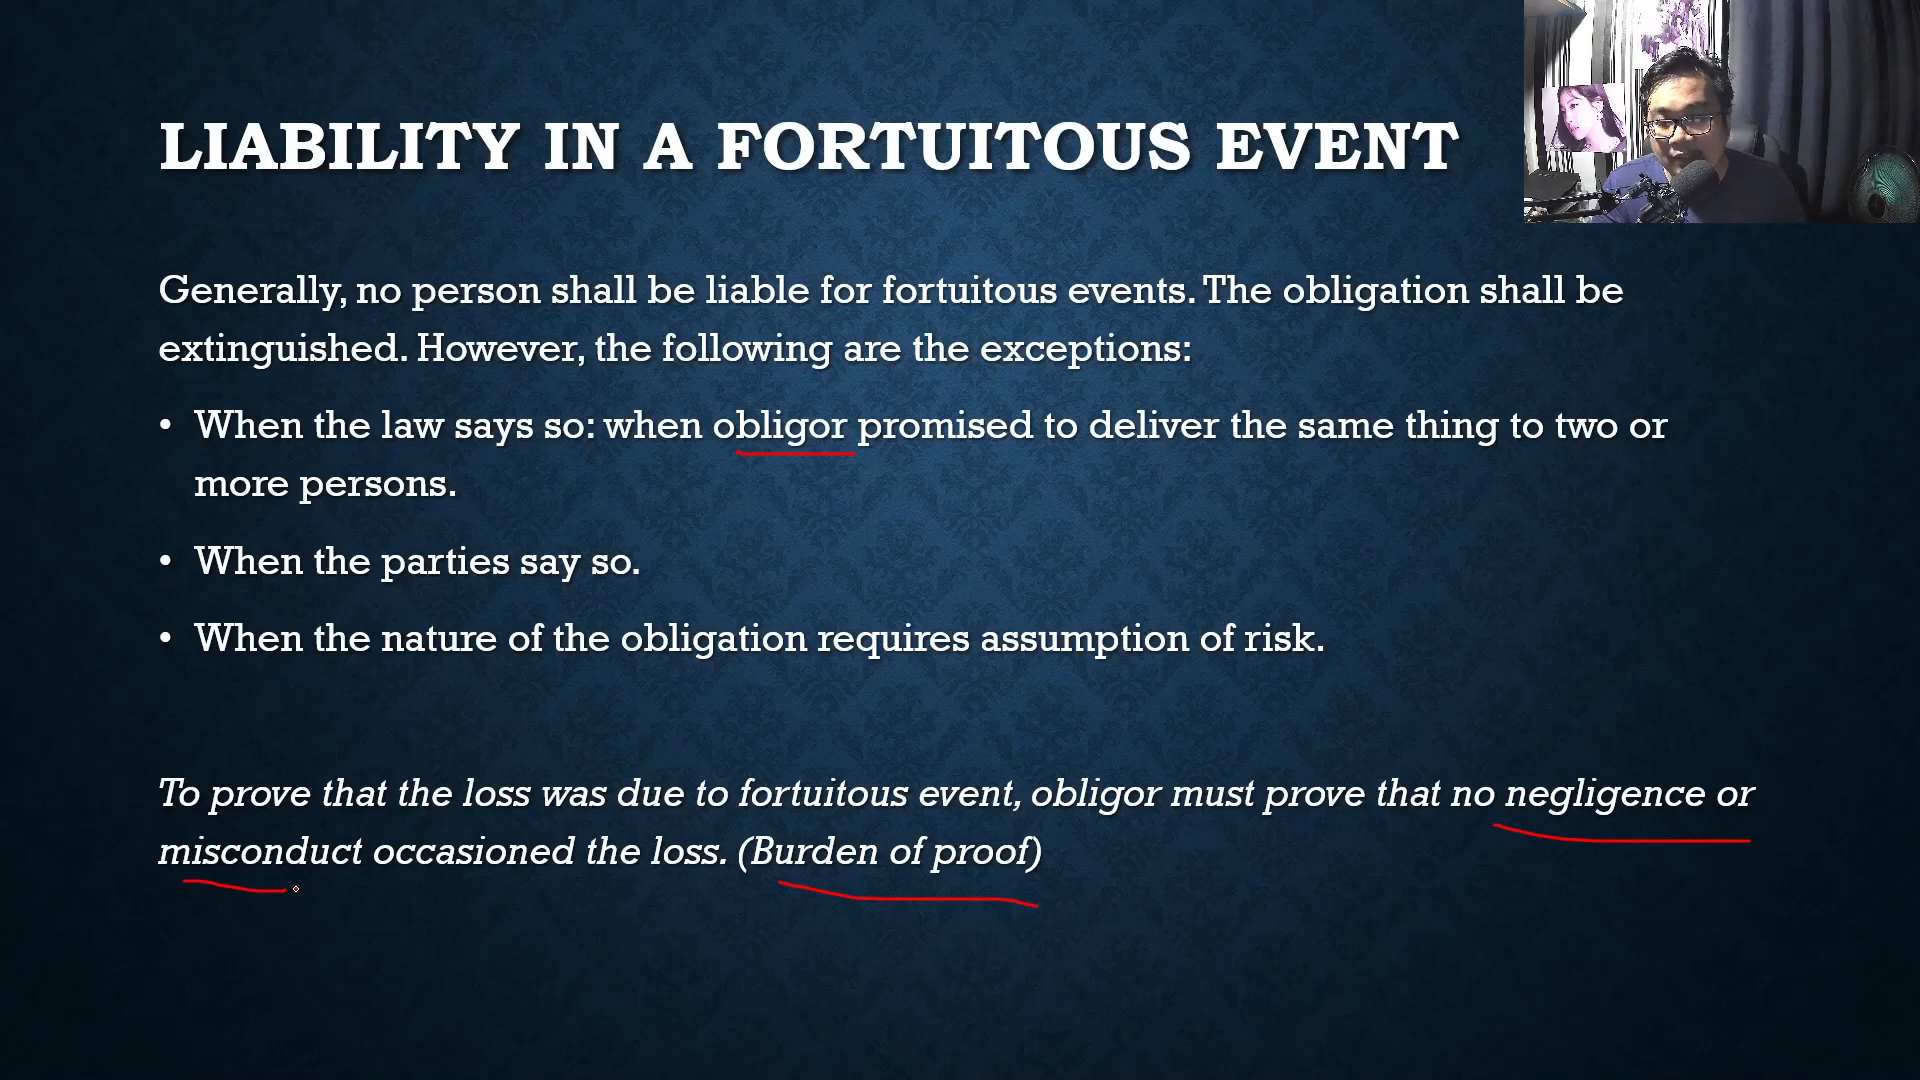 LIABILITY IN A FORTUITOUS EVENT
Generally, no person shall be liable for fortuitous events. The obligation shall be
extinguished. However, the following are the exceptions:
• When the law says so: when obligor promised to deliver the same thing to two or
more persons.
• When the parties say so.
• When the nature of the obligation requires assumption of risk.
To prove that the loss was due to fortuitous event, obligor must prove that no negligence or
misconduct occasioned the loss. (Burden of proof)